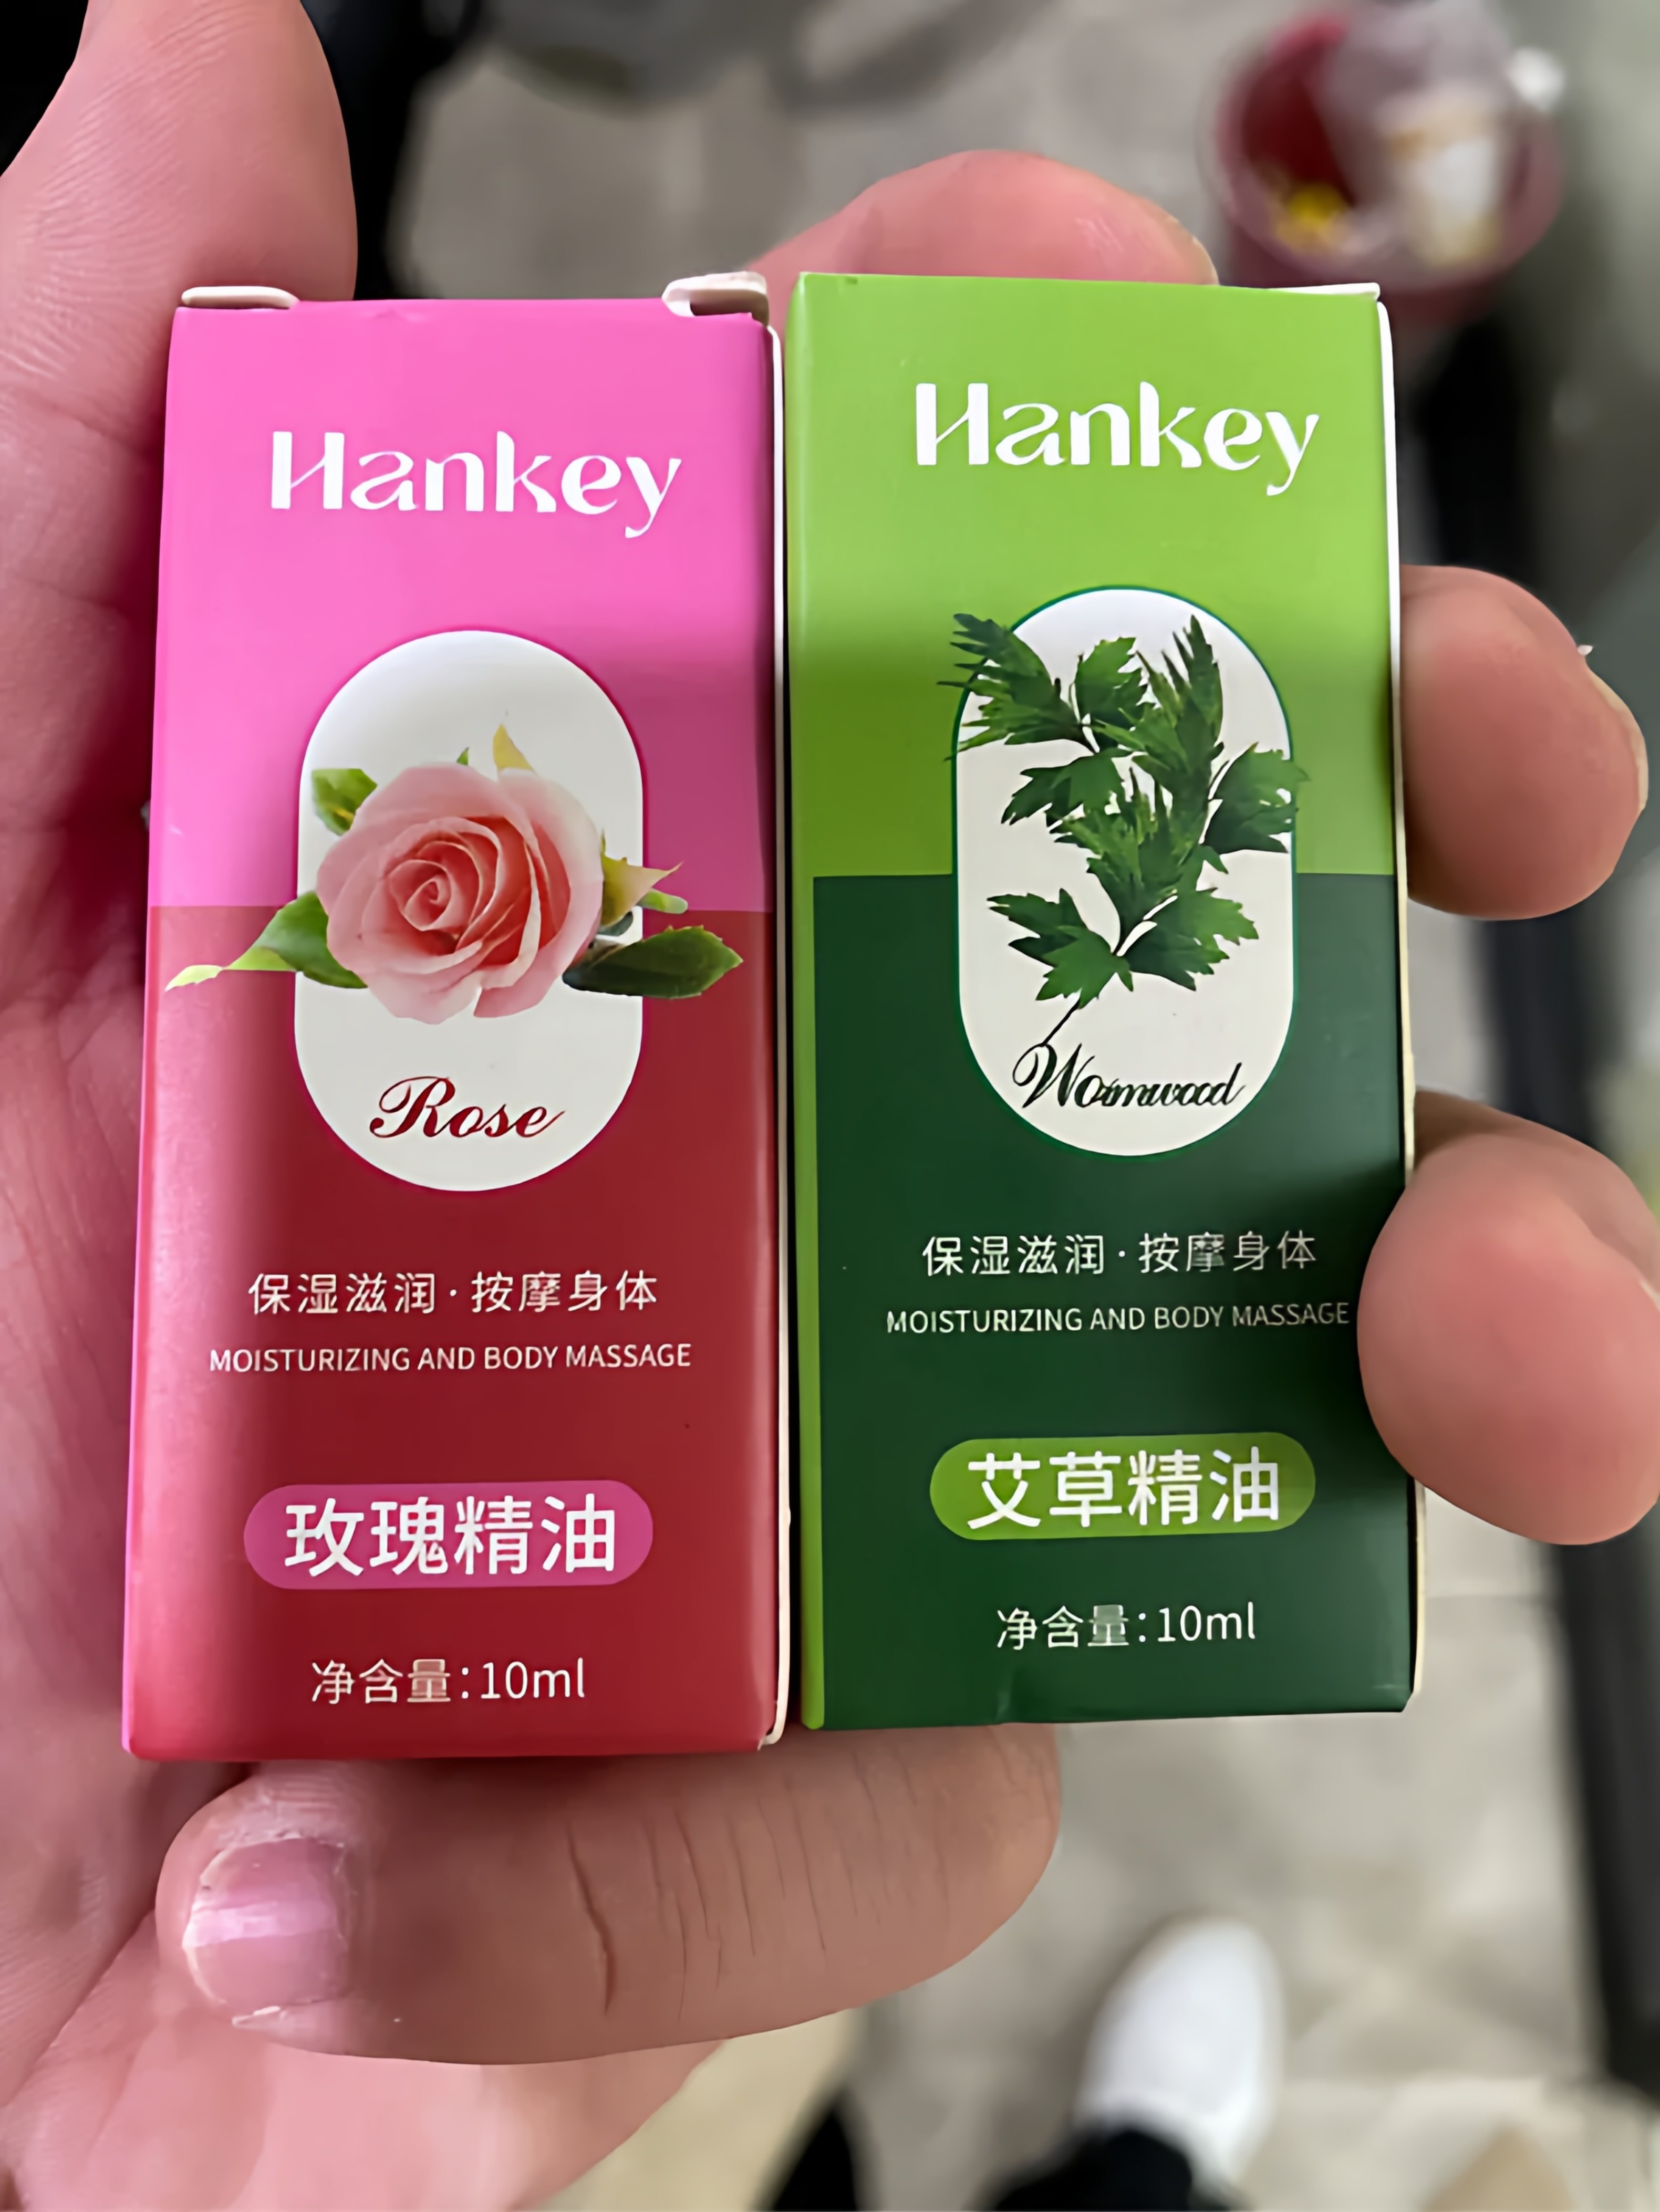 Hankey
Rose
保湿滋润·按摩身体
MOISTURIZING AND BODY MASSAGE
玫瑰精油
净含量:10ml
Hankey
Wormwood
保湿滋润·按摩身体
MOISTURIZING AND BODY MASSAGE
艾草精油
净含量:10ml